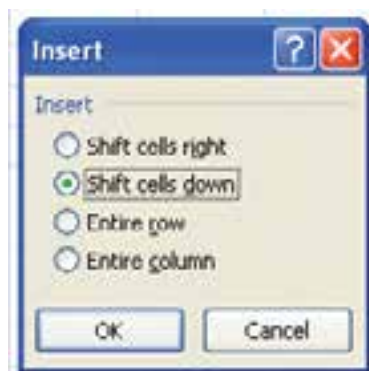 Insert
Insert
Shift cells right
Shift cells down
Entire row
Entire column
OK
Cancel